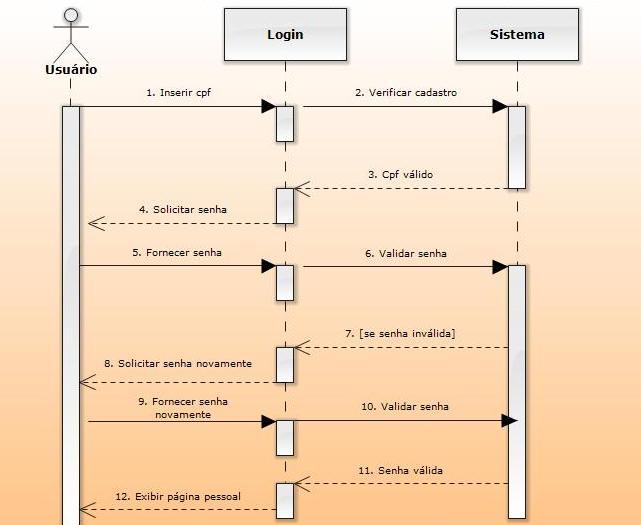 Login
Sistema
Usuário
1. Inserir cpf
2. Verificar cadastro
3. Cpf válido
4. Solicitar senha
5. Fornecer senha
6. Validar senha
7. [se senha inválida]
8. Solicitar senha novamente
9. Fornecer senha
novamente
10. Validar senha
11. Senha válida
12. Exibir página pessoal